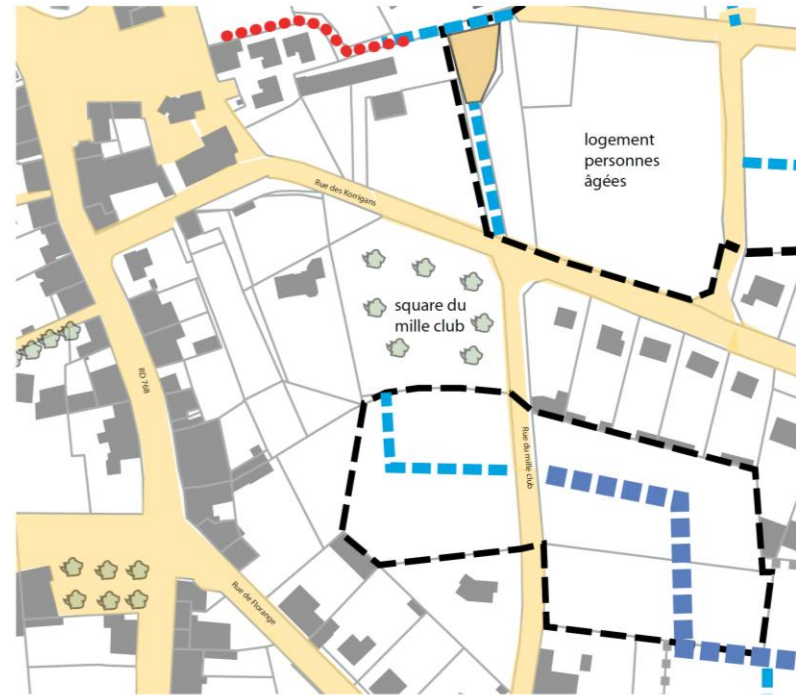 logement
personnes
âgées
Rue des Korrigans
square du
mille club
RD 768
Rue du mille club
Rue de Florange